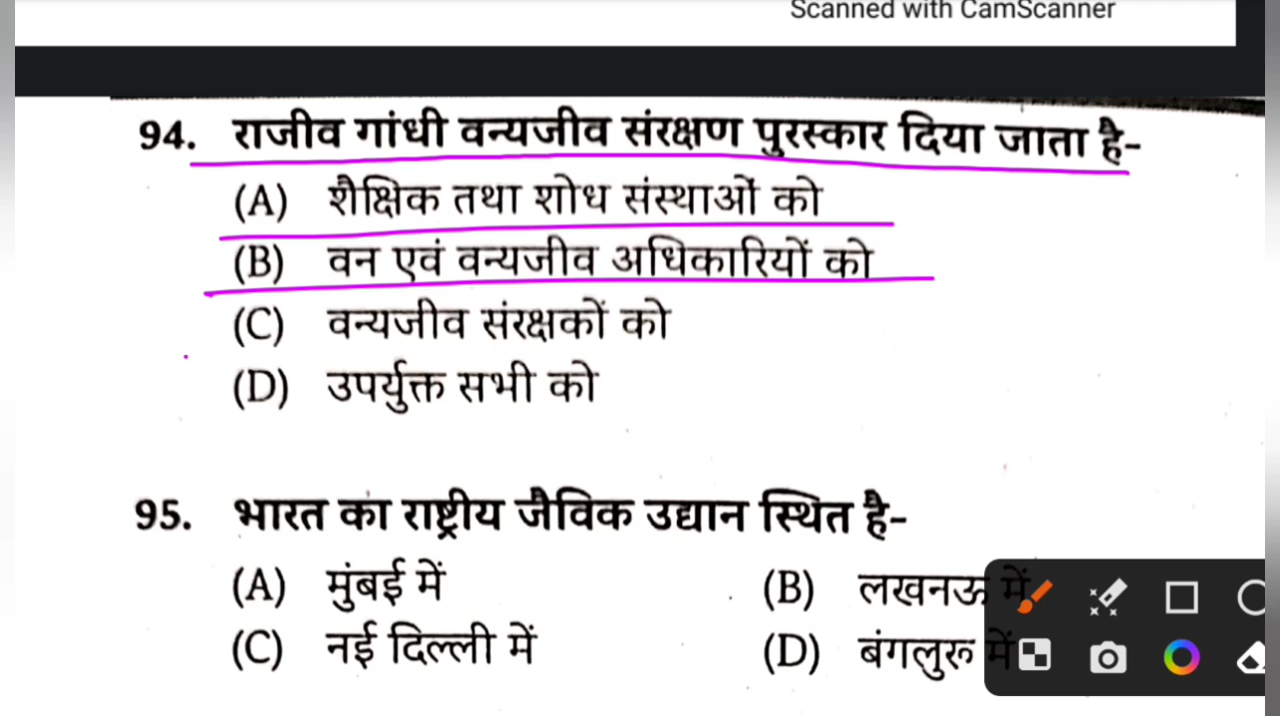 Scanned with CamScanner
94. राजीव गांधी वन्यजीव संरक्षण पुरस्कार दिया जाता है-
(A) शैक्षिक तथा शोध संस्थाओं को
(B) वन एवं वन्यजीव अधिकारियों को
(C) वन्यजीव संरक्षकों को
(D) उपर्युक्त सभी को
95. भारत का राष्ट्रीय जैविक उद्यान स्थित है-
(A) मुंबई में (B) लखनऊ में
(C) नई दिल्ली में (D) बंगलुरू में